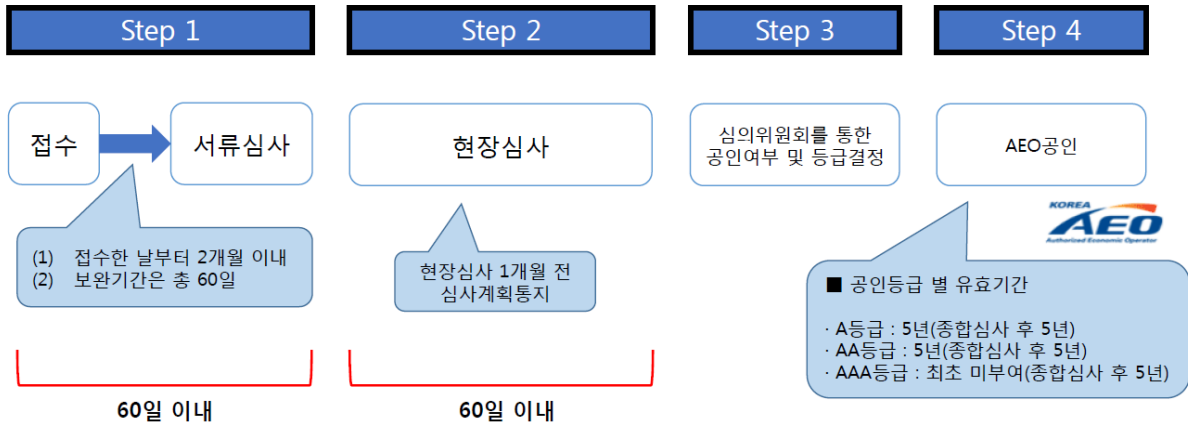 Step 1
Step 2
Step 3
Step 4
접수
서류심사
현장심사
심의위원회를 통한
공인여부 및 등급결정
AEO공인
KOREA
AEO
Authorized Economic Operator
(1) 접수한 날부터 2개월 이내
(2) 보완기간은 총 60일
현장심사 1개월 전
심사계획통지
■ 공인등급 별 유효기간
· A등급 : 5년(종합심사 후 5년)
· AA등급 : 5년(종합심사 후 5년)
· AAA등급 : 최초 미부여(종합심사 후 5년)
60일 이내
60일 이내